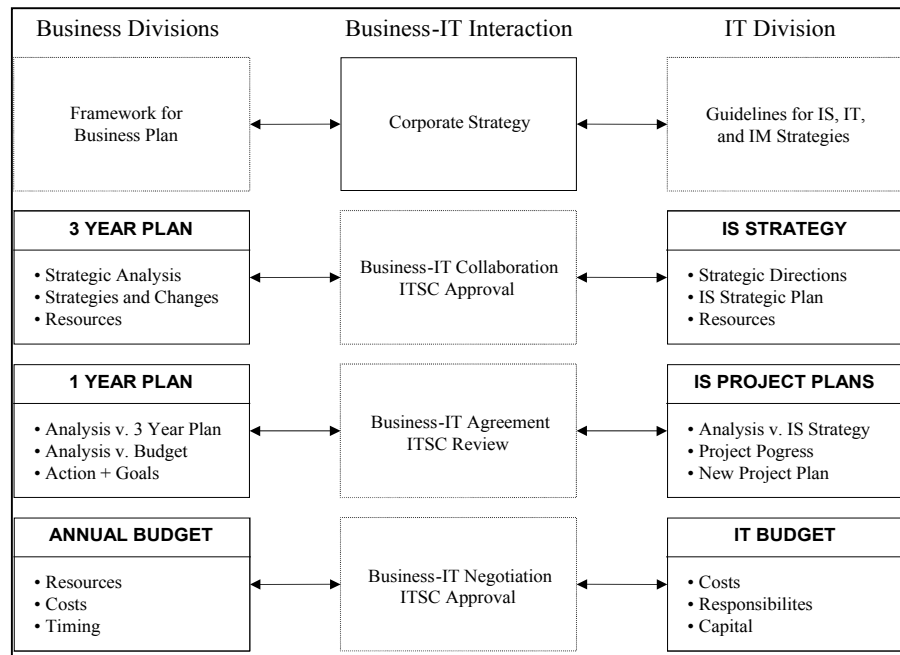 Business Divisions
Business-IT Interaction
IT Division
Framework for
Business Plan
Corporate Strategy
Guidelines for IS, IT,
and IM Strategies
3 YEAR PLAN
• Strategic Analysis
• Strategies and Changes
• Resources
Business-IT Collaboration
ITSC Approval
IS STRATEGY
• Strategic Directions
• IS Strategic Plan
• Resources
1 YEAR PLAN
• Analysis v. 3 Year Plan
• Analysis v. Budget
• Action + Goals
Business-IT Agreement
ITSC Review
IS PROJECT PLANS
• Analysis v. IS Strategy
• Project Pogress
• New Project Plan
ANNUAL BUDGET
• Resources
• Costs
• Timing
Business-IT Negotiation
ITSC Approval
IT BUDGET
• Costs
• Responsibilites
• Capital